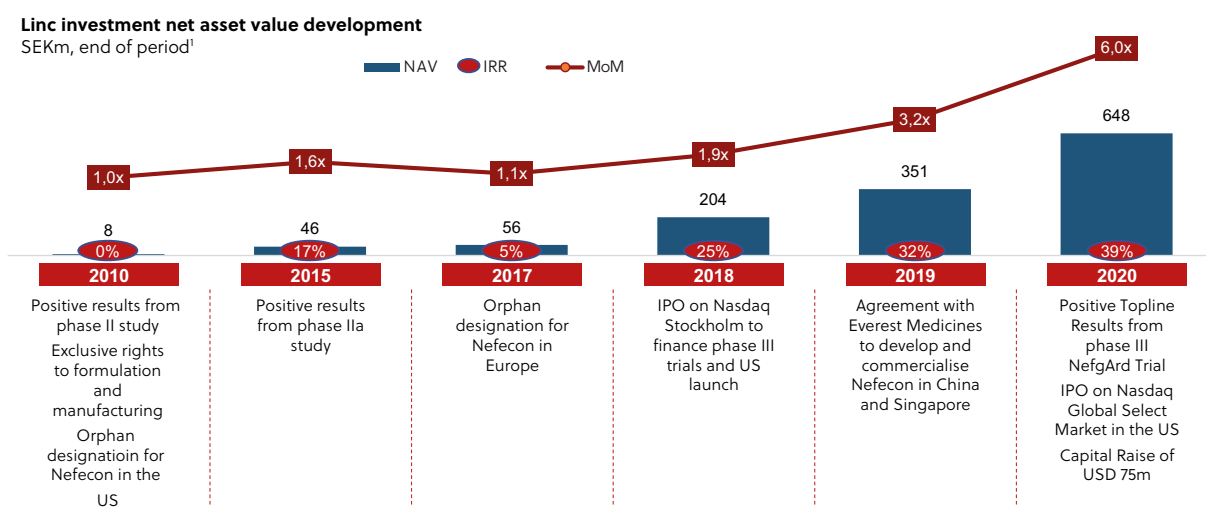 Linc investment net asset value development
SEKm, end of period¹
NAV
IRR
MoM
1,0x
1,6x
1,1x
1,9x
3,2x
6,0x
8
46
56
204
351
648
0%
17%
5%
25%
32%
39%
2010
2015
2017
2018
2019
2020
Positive results from
phase II study
Exclusive rights
to formulation
and
manufacturing
Orphan
designatioin for
Nefecon in the
US
Positive results
from phase IIa
study
Orphan
designation for
Nefecon in
Europe
IPO on Nasdaq
Stockholm to
finance phase III
trials and US
launch
Agreement with
Everest Medicines
to develop and
commercialise
Nefecon in China
and Singapore
Positive Topline
Results from
phase III
NefgArd Trial
IPO on Nasdaq
Global Select
Market in the US
Capital Raise of
USD 75m